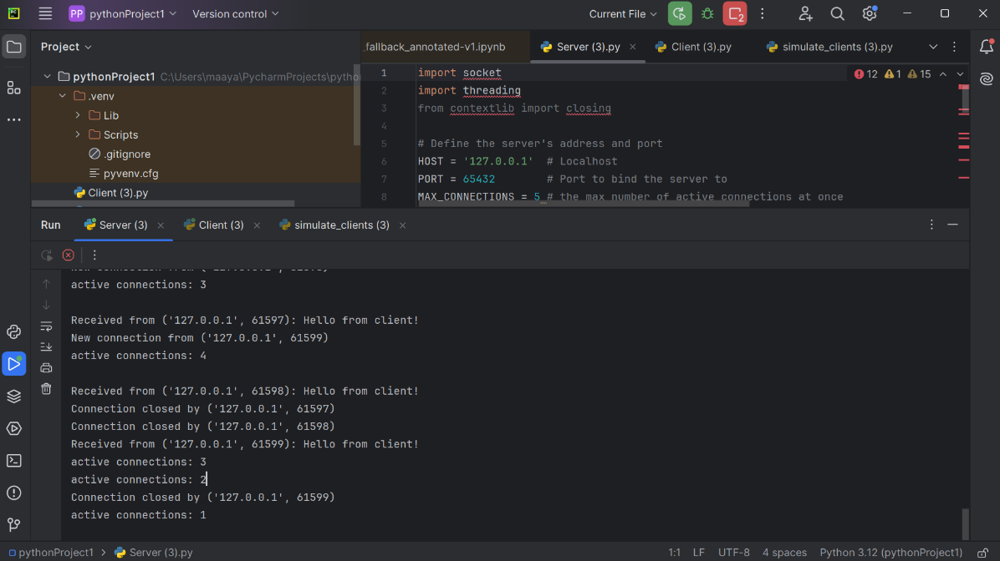 PC
PP pythonProject1 Version control Current File 2
Project
_fallback_annotated-v1.ipynb Server (3).py Client (3).py simulate_clients (3).py
pythonProject1 C:\Users\maaya\PycharmProjects\pytho
.venv
Lib
Scripts
.gitignore
pyvenv.cfg
Client (3).py
12 1 15
1 import socket
2 import threading
3 from contextlib import closing
4
5 # Define the server's address and port
6 HOST = '127.0.0.1' # Localhost
7 PORT = 65432 # Port to bind the server to
8 MAX_CONNECTIONS = 5 # the max number of active connections at once
Run Server (3) Client (3) simulate_clients (3)
New connection from ('127.0.0.1',
active connections: 3
Received from ('127.0.0.1', 61597): Hello from client!
New connection from ('127.0.0.1', 61599)
active connections: 4
Received from ('127.0.0.1', 61598): Hello from client!
Connection closed by ('127.0.0.1', 61597)
Connection closed by ('127.0.0.1', 61598)
Received from ('127.0.0.1', 61599): Hello from client!
active connections: 3
active connections: 2
Connection closed by ('127.0.0.1', 61599)
active connections: 1
pythonProject1 > Server (3).py 1:1 LF UTF-8 4 spaces Python 3.12 (pythonProject1)